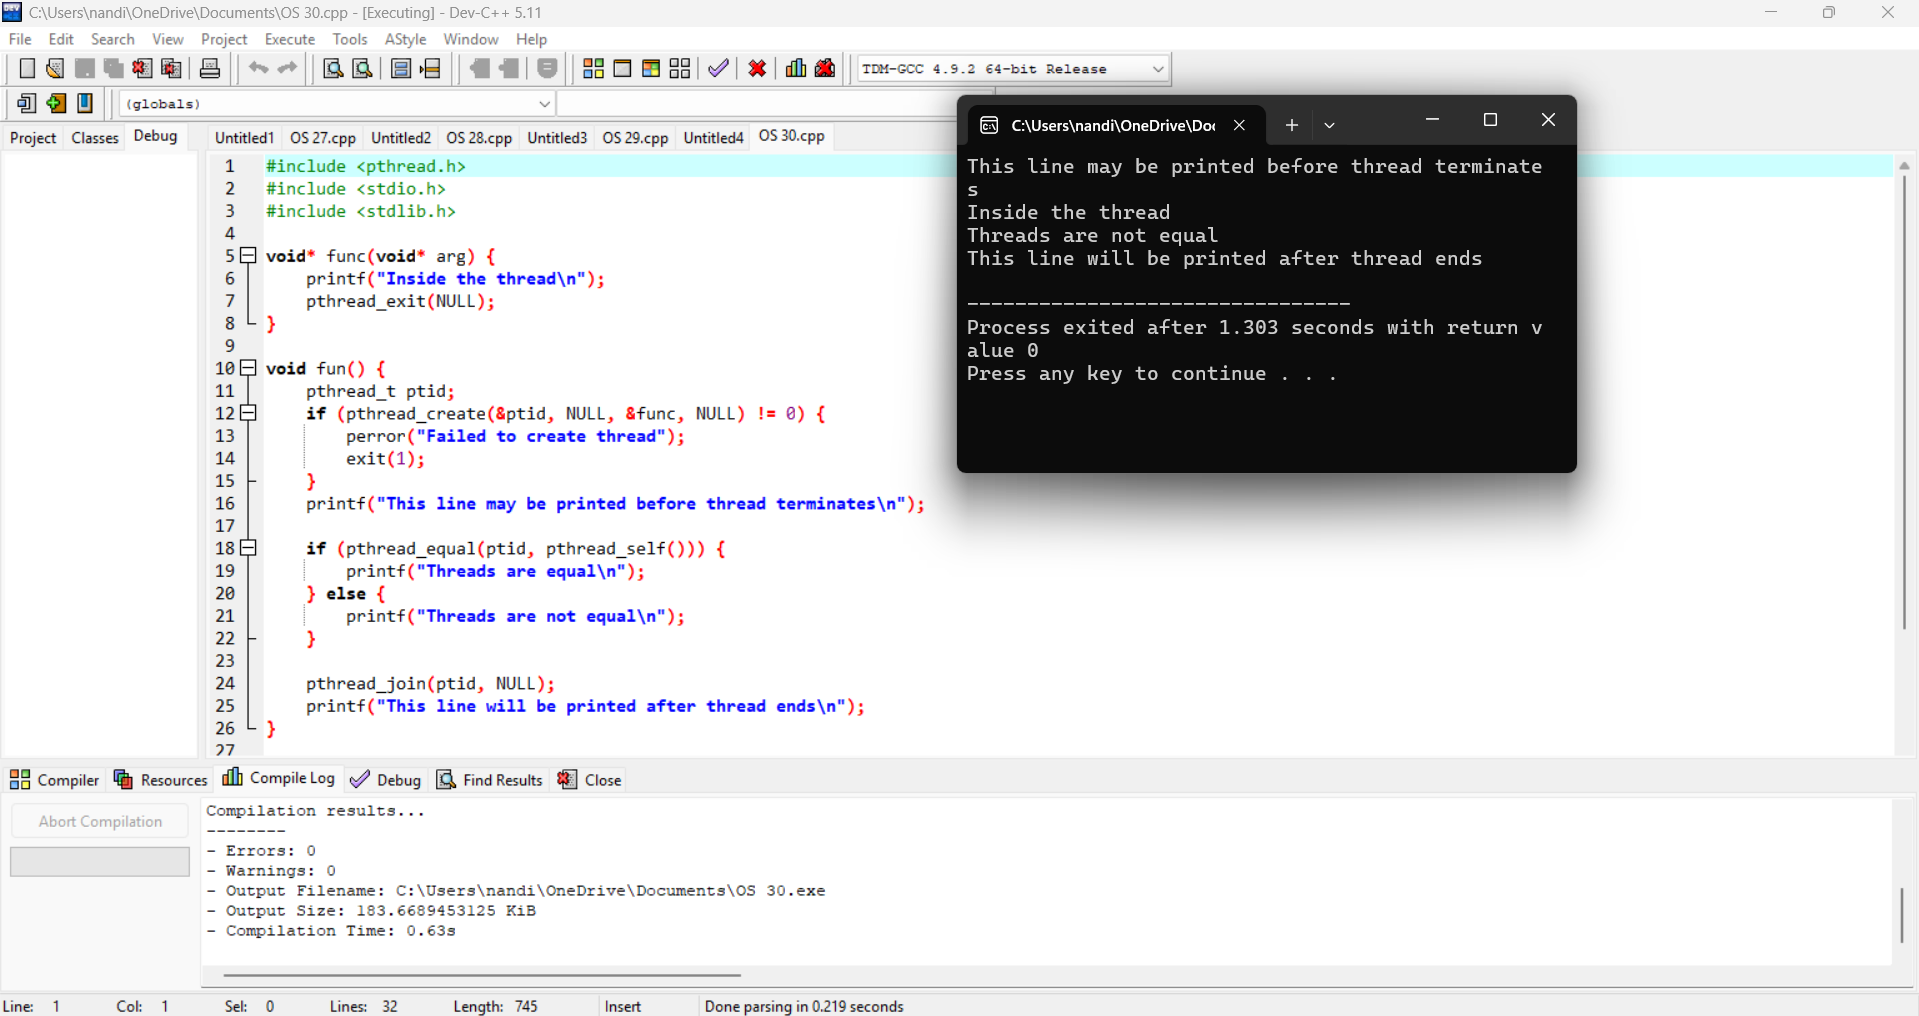 C:\Users\nandi\OneDrive\Documents\OS 30.cpp - [Executing] - Dev-C++ 5.11
File Edit Search View Project Execute Tools AStyle Window Help
TDM-GCC 4.9.2 64-bit Release
(globals)
Project Classes Debug
Untitled1 OS 27.cpp Untitled2 OS 28.cpp Untitled3 OS 29.cpp Untitled4 OS 30.cpp
1 #include <pthread.h>
2 #include <stdio.h>
3 #include <stdlib.h>
4
5 void* func(void* arg) {
6 printf("Inside the thread\n");
7 pthread_exit(NULL);
8 }
9
10 void fun() {
11 pthread_t ptid;
12 if (pthread_create(&ptid, NULL, &func, NULL) != 0) {
13 perror("Failed to create thread");
14 exit(1);
15 }
16 printf("This line may be printed before thread terminates\n");
17
18 if (pthread_equal(ptid, pthread_self())) {
19 printf("Threads are equal\n");
20 } else {
21 printf("Threads are not equal\n");
22 }
23
24 pthread_join(ptid, NULL);
25 printf("This line will be printed after thread ends\n");
26 }
27
C:\Users\nandi\OneDrive\Doc
This line may be printed before thread terminate
s
Inside the thread
Threads are not equal
This line will be printed after thread ends
--------------------------------
Process exited after 1.303 seconds with return v
alue 0
Press any key to continue . . .
Compiler Resources Compile Log Debug Find Results Close
Abort Compilation
Compilation results...
--------
- Errors: 0
- Warnings: 0
- Output Filename: C:\Users\nandi\OneDrive\Documents\OS 30.exe
- Output Size: 183.6689453125 KiB
- Compilation Time: 0.63s
Line: 1 Col: 1 Sel: 0 Lines: 32 Length: 745 Insert Done parsing in 0.219 seconds